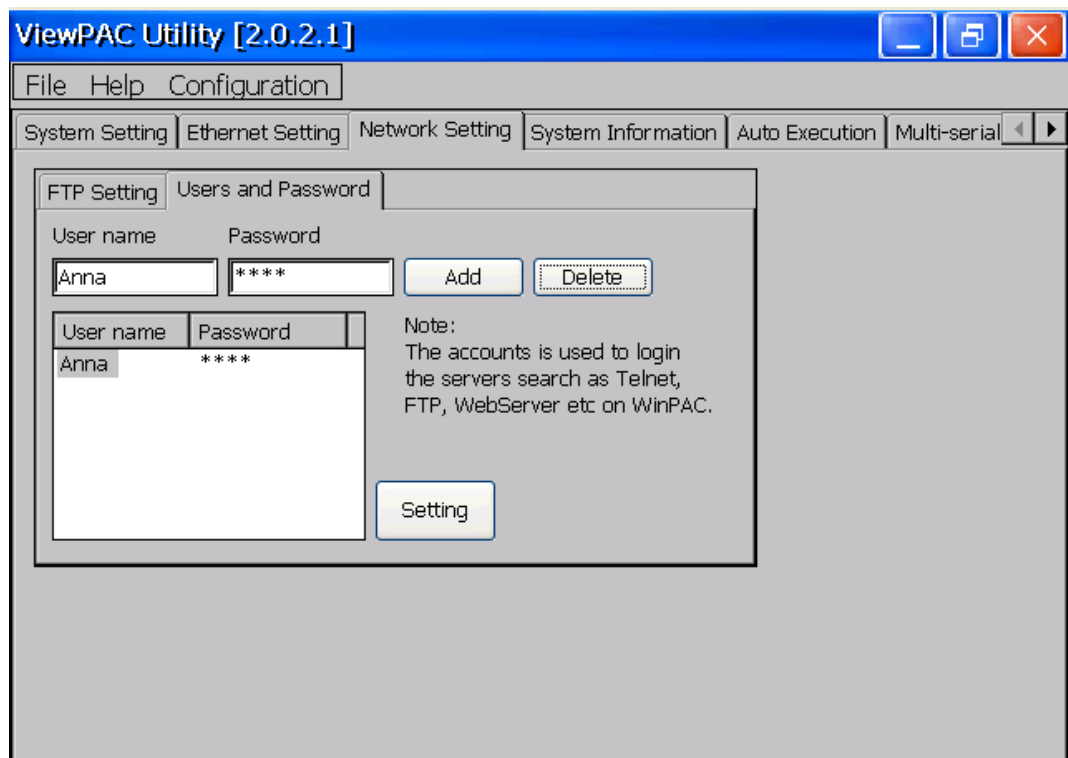 ViewPAC Utility [2.0.2.1]
File Help Configuration
System Setting Ethernet Setting Network Setting System Information Auto Execution Multi-serial
FTP Setting Users and Password
User name Password
Anna **** Add Delete
User name Password
Anna ****
Note:
The accounts is used to login
the servers search as Telnet,
FTP, WebServer etc on WinPAC.
Setting